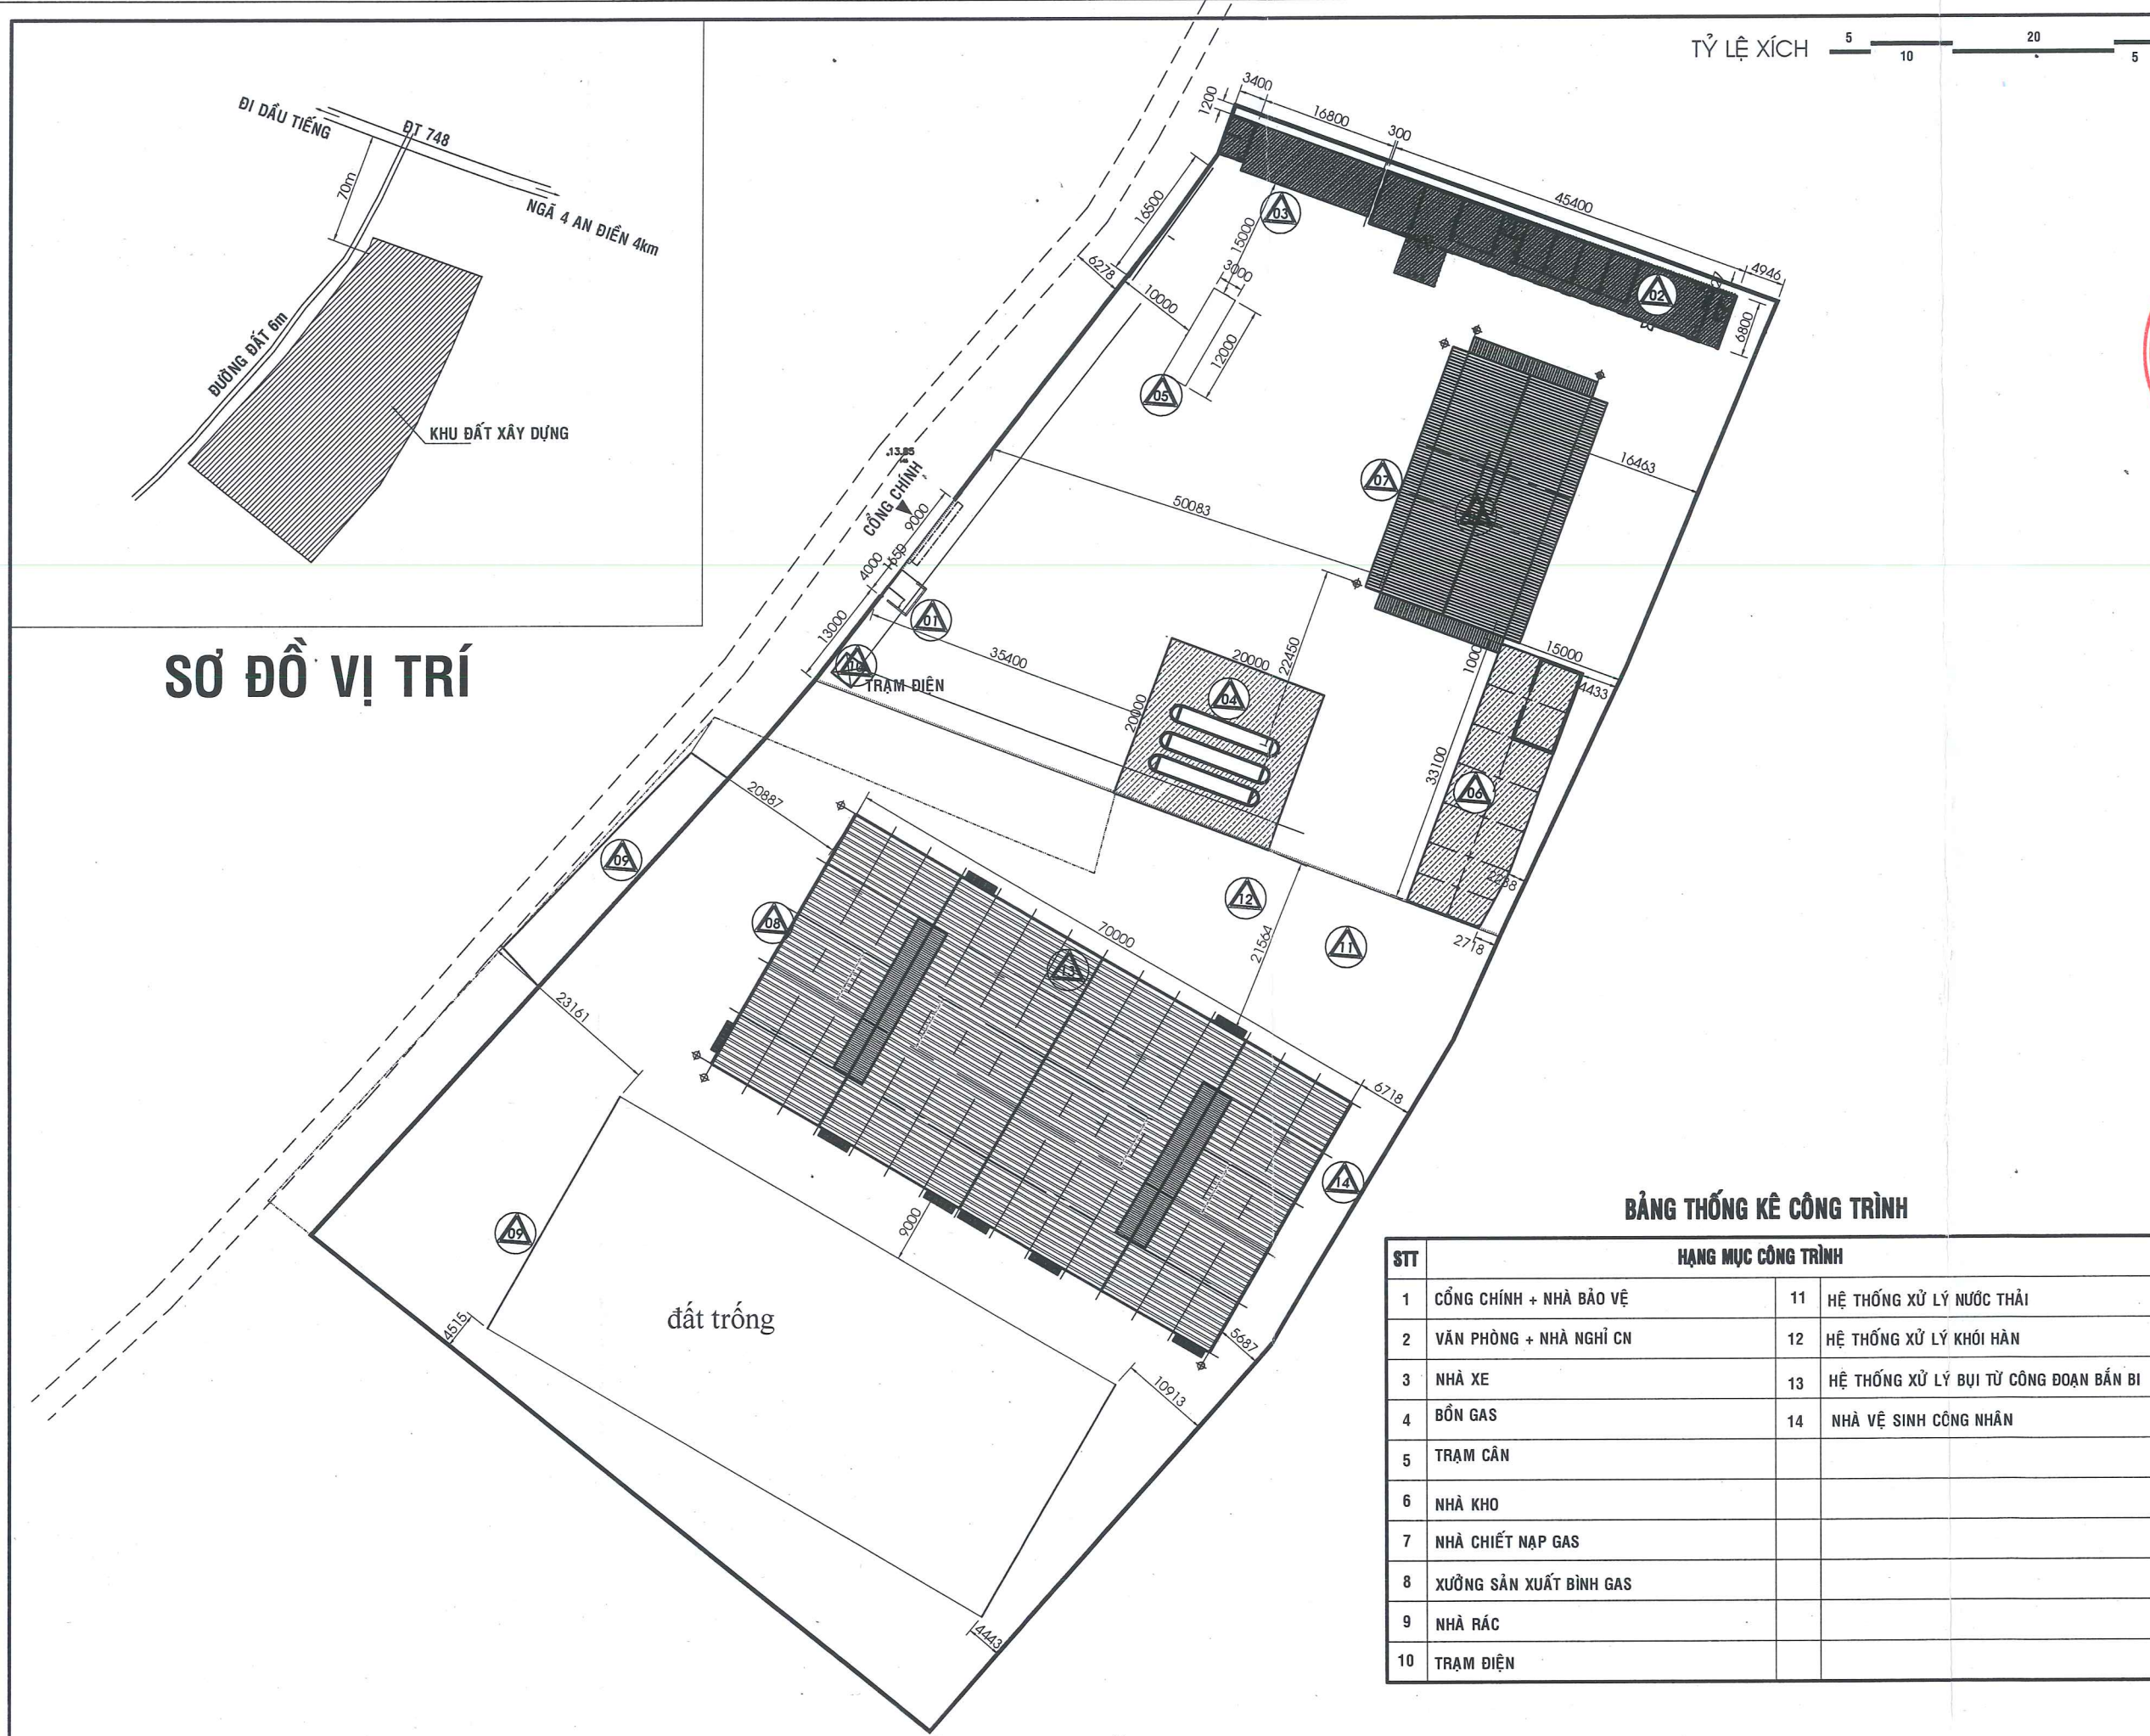 TỶ LỆ XÍCH
5
10
20
5
ĐI DẦU TIẾNG
ĐT 748
70m
NGÃ 4 AN ĐIỀN 4km
ĐƯỜNG ĐẤT 6m
KHU ĐẤT XÂY DỰNG
SƠ ĐỒ VỊ TRÍ
3400
1200
16800
300
45400
4946
6800
16500
03
15000
3000
02
6278
10000
12000
05
16463
07
13.85
CỔNG CHÍNH
9000
50083
4000
1650
01
13000
10
TRẠM ĐIỆN
35400
20000
22450
1000
15000
4433
04
20000
33100
06
2238
20887
09
12
08
70000
21564
11
2718
13
23161
6718
14
9000
09
đất trống
5687
4515
10913
4443
BẢNG THỐNG KÊ CÔNG TRÌNH
STT HẠNG MỤC CÔNG TRÌNH
1 CỔNG CHÍNH + NHÀ BẢO VỆ 11 HỆ THỐNG XỬ LÝ NƯỚC THẢI
2 VĂN PHÒNG + NHÀ NGHỈ CN 12 HỆ THỐNG XỬ LÝ KHÓI HÀN
3 NHÀ XE 13 HỆ THỐNG XỬ LÝ BỤI TỪ CÔNG ĐOẠN BẮN BI
4 BỒN GAS 14 NHÀ VỆ SINH CÔNG NHÂN
5 TRẠM CÂN
6 NHÀ KHO
7 NHÀ CHIẾT NẠP GAS
8 XƯỞNG SẢN XUẤT BÌNH GAS
9 NHÀ RÁC
10 TRẠM ĐIỆN